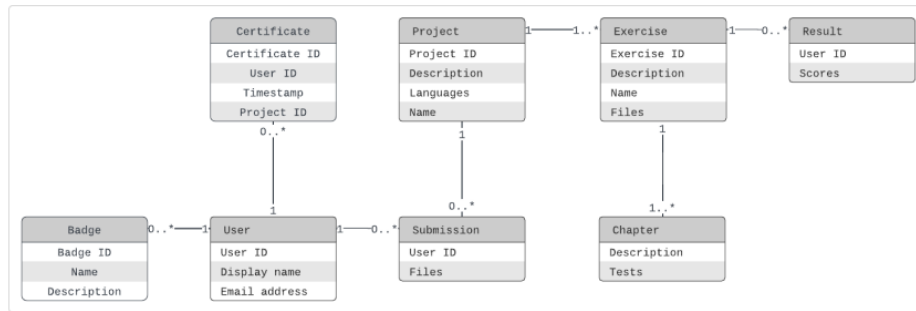 Certificate
Certificate ID
User ID
Timestamp
Project ID
0..*
1
Project
Project ID
Description
Languages
Name
1
1..*
1
0..*
Exercise
Exercise ID
Description
Name
Files
1
0..*
1
1..*
Result
User ID
Scores
Badge
Badge ID
Name
Description
0..*
1
User
User ID
Display name
Email address
1
0..*
Submission
User ID
Files
Chapter
Description
Tests